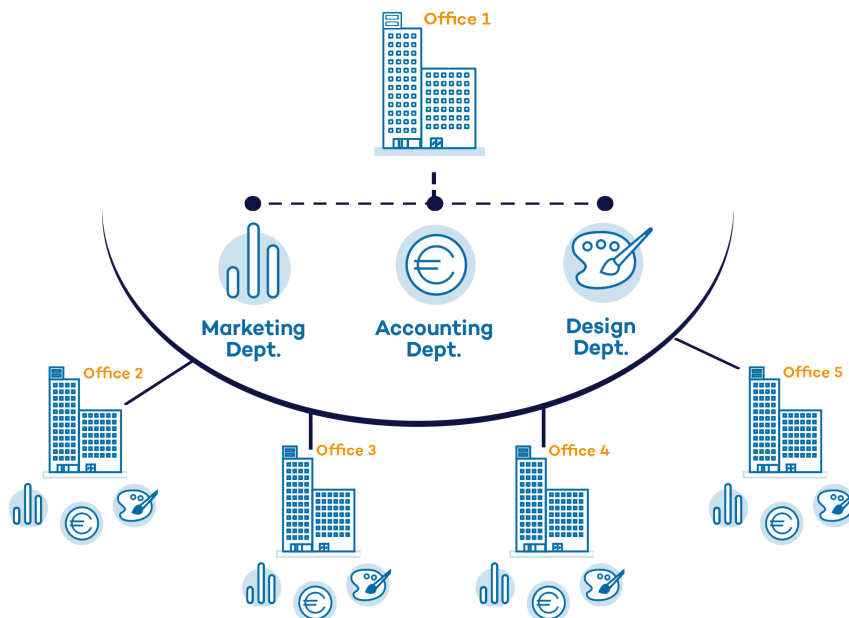 Office 1
Marketing
Dept.
Accounting
Dept.
Design
Dept.
Office 2
Office 3
Office 4
Office 5